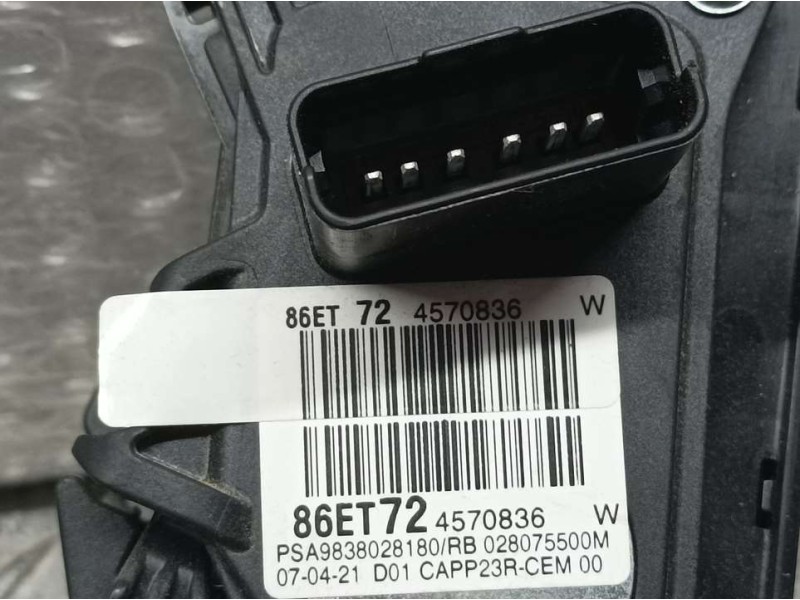 86ET 72 4570836 W
86ET72 4570836 W
PSA9838028180/RB 028075500M
07-04-21 D01 CAPP23R-CEM 00